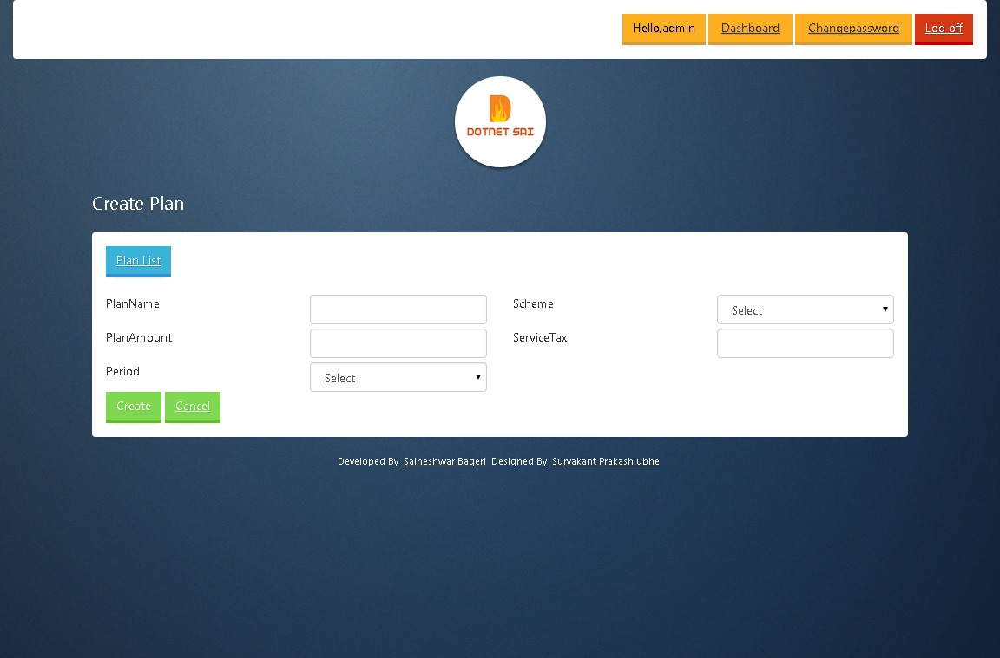 Hello,admin Dashboard Changepassword Log off
D
DOTNET SAI
Create Plan
Plan List
PlanName Scheme Select
PlanAmount ServiceTax
Period Select
Create Cancel
Developed By Saineshwar Bageri Designed By Suryakant Prakash ubhe